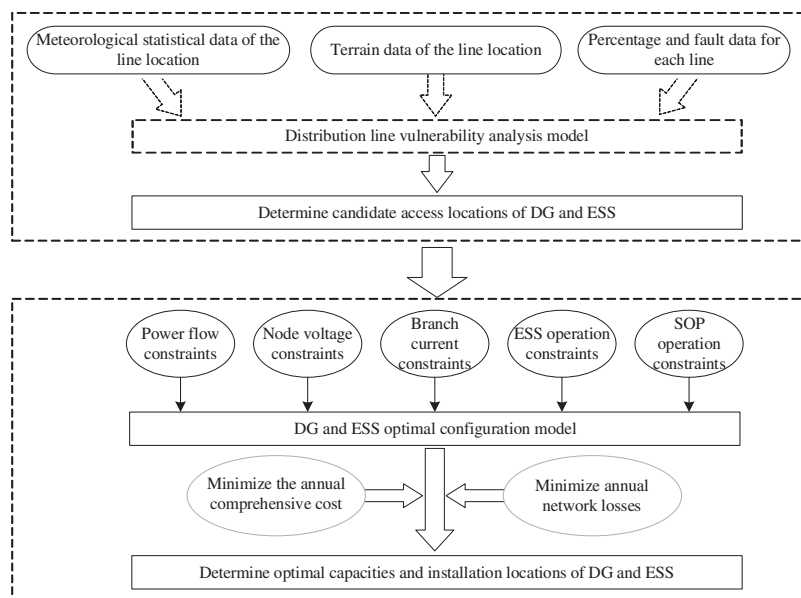 Meteorological statistical data of the
line location
Terrain data of the line location
Percentage and fault data for
each line
Distribution line vulnerability analysis model
Determine candidate access locations of DG and ESS
Power flow
constraints
Node voltage
constraints
Branch
current
constraints
ESS operation
constraints
SOP
operation
constraints
DG and ESS optimal configuration model
Minimize the annual
comprehensive cost
Minimize annual
network losses
Determine optimal capacities and installation locations of DG and ESS